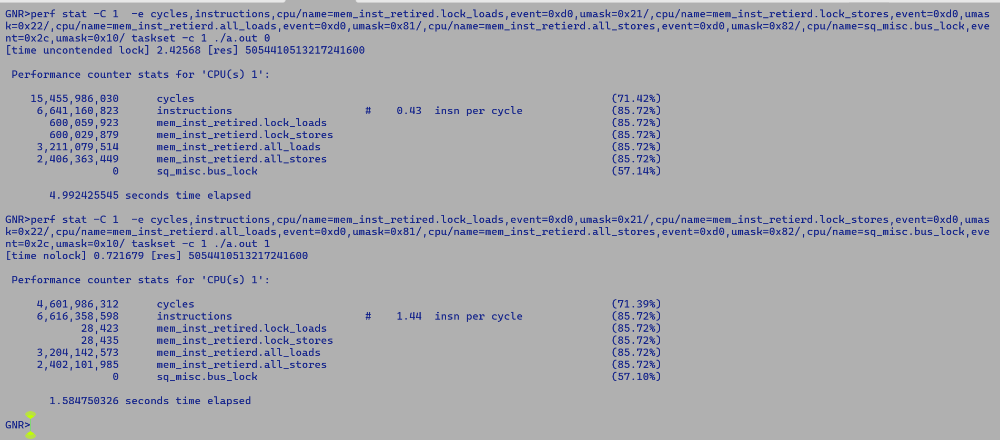 GNR>perf stat -C 1  -e cycles,instructions,cpu/name=mem_inst_retired.lock_loads,event=0xd0,umask=0x21/,cpu/name=mem_inst_retierd.lock_stores,event=0xd0,umas
k=0x22/,cpu/name=mem_inst_retierd.all_loads,event=0xd0,umask=0x81/,cpu/name=mem_inst_retierd.all_stores,event=0xd0,umask=0x82/,cpu/name=sq_misc.bus_lock,eve
nt=0x2c,umask=0x10/ taskset -c 1 ./a.out 0
[time uncontended lock] 2.42568 [res] 5054410513217241600
Performance counter stats for 'CPU(s) 1':
15,455,986,030      cycles                                                                  (71.42%)
6,641,160,823      instructions                     #    0.43  insn per cycle              (85.72%)
600,059,923      mem_inst_retired.lock_loads                                             (85.72%)
600,029,879      mem_inst_retierd.lock_stores                                            (85.72%)
3,211,079,514      mem_inst_retierd.all_loads                                              (85.72%)
2,406,363,449      mem_inst_retierd.all_stores                                             (85.72%)
0      sq_misc.bus_lock                                                        (57.14%)
4.992425545 seconds time elapsed
GNR>perf stat -C 1  -e cycles,instructions,cpu/name=mem_inst_retired.lock_loads,event=0xd0,umask=0x21/,cpu/name=mem_inst_retierd.lock_stores,event=0xd0,umas
k=0x22/,cpu/name=mem_inst_retierd.all_loads,event=0xd0,umask=0x81/,cpu/name=mem_inst_retierd.all_stores,event=0xd0,umask=0x82/,cpu/name=sq_misc.bus_lock,eve
nt=0x2c,umask=0x10/ taskset -c 1 ./a.out 1
[time nolock] 0.721679 [res] 5054410513217241600
Performance counter stats for 'CPU(s) 1':
4,601,986,312      cycles                                                                  (71.39%)
6,616,358,598      instructions                     #    1.44  insn per cycle              (85.72%)
28,423      mem_inst_retired.lock_loads                                             (85.72%)
28,435      mem_inst_retierd.lock_stores                                            (85.72%)
3,204,142,573      mem_inst_retierd.all_loads                                              (85.72%)
2,402,101,985      mem_inst_retierd.all_stores                                             (85.72%)
0      sq_misc.bus_lock                                                        (57.10%)
1.584750326 seconds time elapsed
GNR>